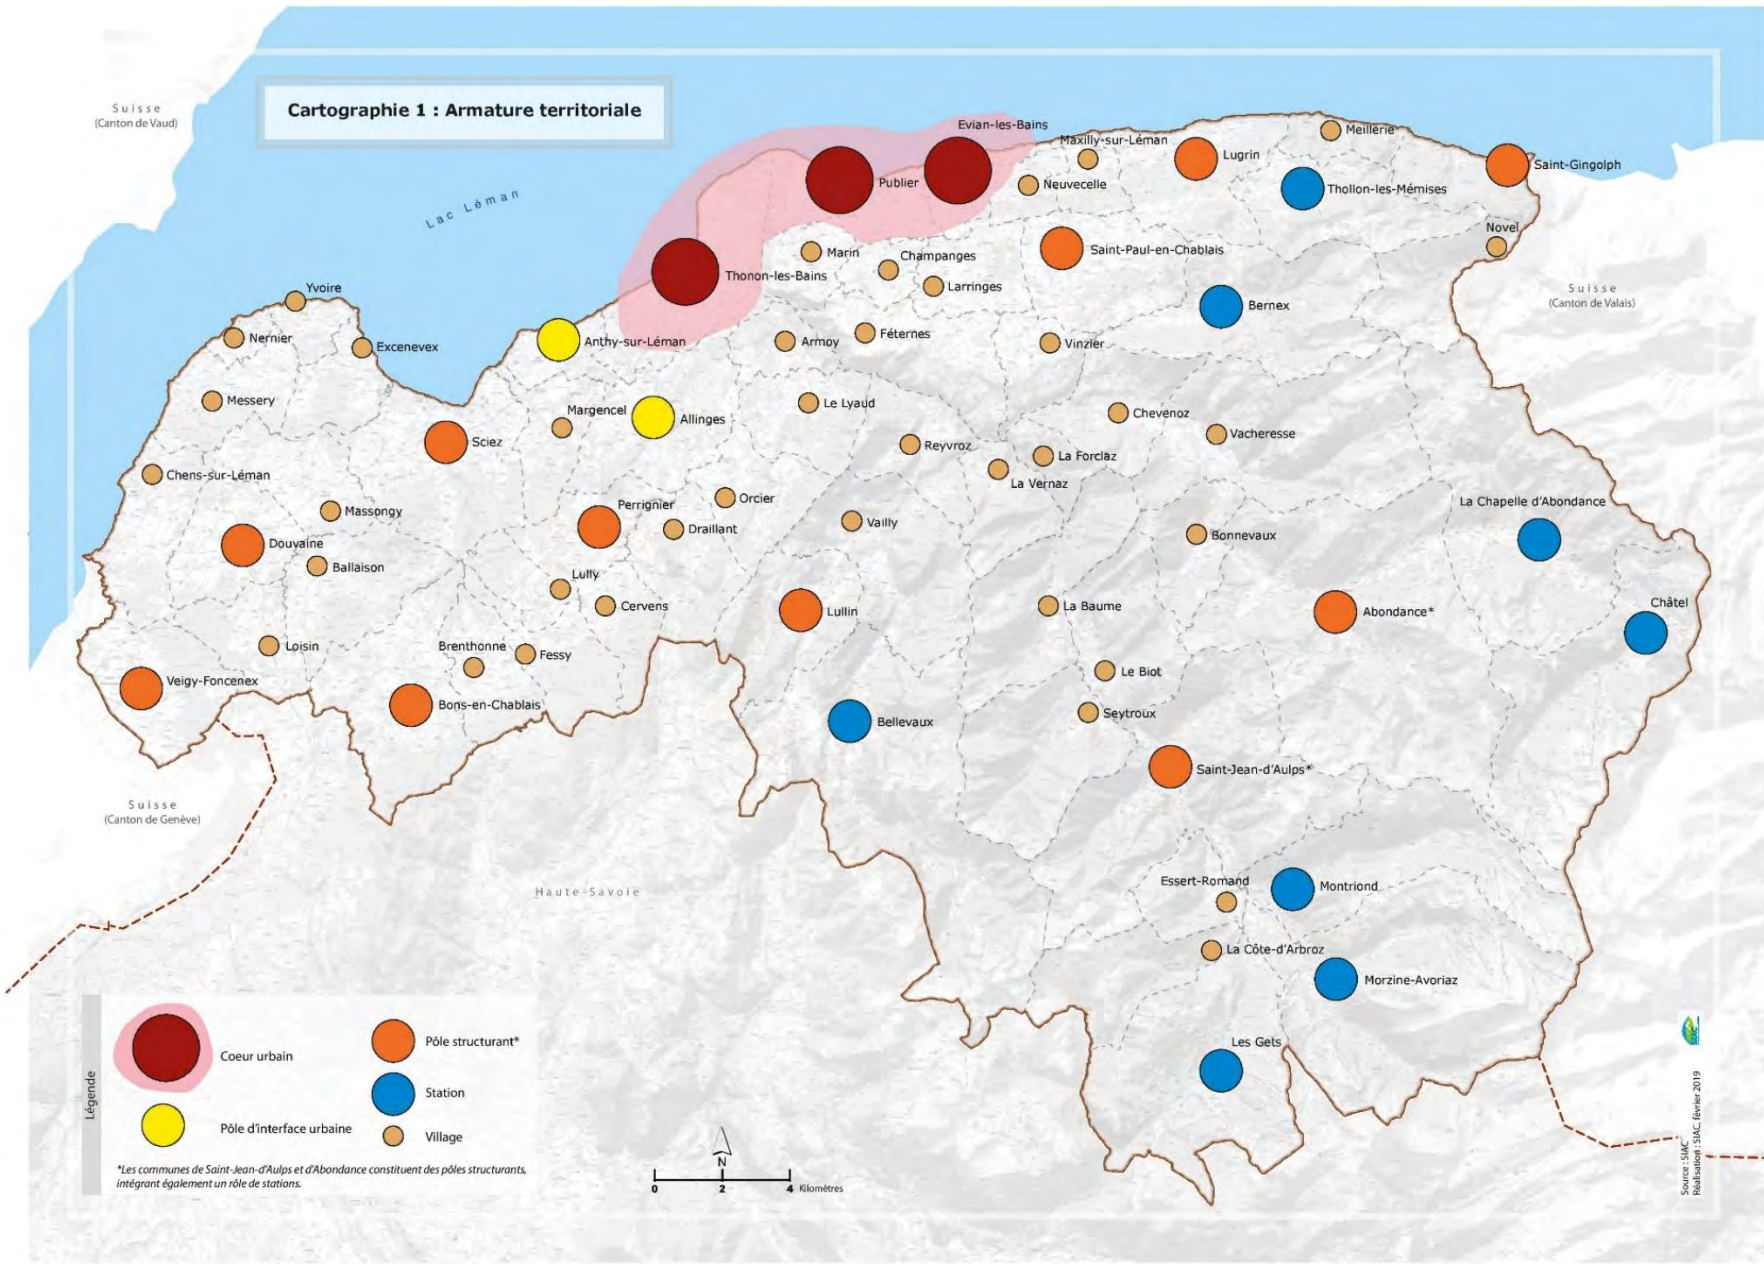 Suisse
(Canton de Vaud)
Cartographie 1 : Armature territoriale
Lac Léman
Evian-les-Bains
Maxilly-sur-Léman
Meillerie
Lugrin
Saint-Gingolph
Publier
Neuvecelle
Thollon-les-Mémises
Novel
Marin
Champanges
Saint-Paul-en-Chablais
Thonon-les-Bains
Larringes
Suisse
(Canton de Valais)
Yvoire
Bernex
Nernier
Excenevex
Anthy-sur-Léman
Armoy
Féternes
Vinzier
Messery
Margencel
Allinges
Le Lyaud
Chevenoz
Vacheresse
Sciez
Reyvroz
La Forclaz
La Vernaz
Chens-sur-Léman
Massongy
Perrignier
Orcier
Draillant
Vailly
La Chapelle d'Abondance
Bonnevaux
Douvaine
Ballaison
Lully
Cervens
Lullin
La Baume
Abondance*
Châtel
Loisin
Brenthonne
Fessy
Le Biot
Veigy-Foncenex
Bons-en-Chablais
Bellevaux
Seytroux
Saint-Jean-d'Aulps*
Suisse
(Canton de Genève)
Haute-Savoie
Essert-Romand
Montriond
La Côte-d'Arbroz
Morzine-Avoriaz
Les Gets
Légende
Coeur urbain
Pôle d'interface urbaine
Pôle structurant*
Station
Village
*Les communes de Saint-Jean-d'Aulps et d'Abondance constituent des pôles structurants,
intégrant également un rôle de stations.
N
0 2 4 Kilomètres
SIAC
Source : SIAC
Réalisation : SIAC, février 2019